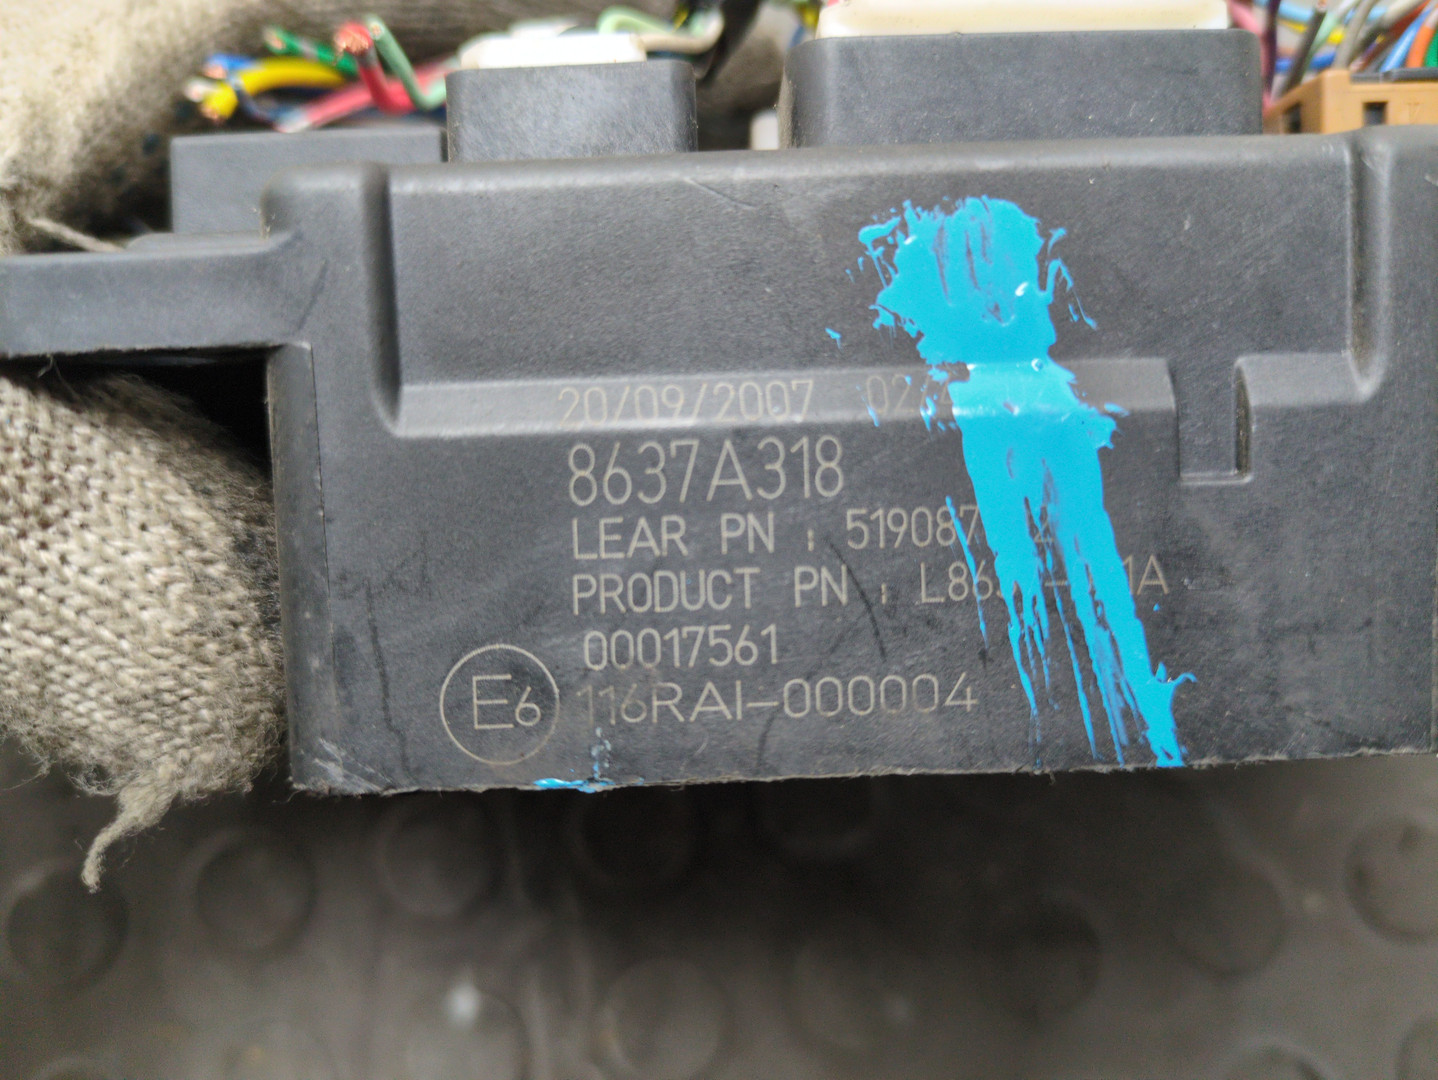 20/09/2007
8637A318
LEAR PN :
PRODUCT PN :
00017561
E6
116RAI-000004